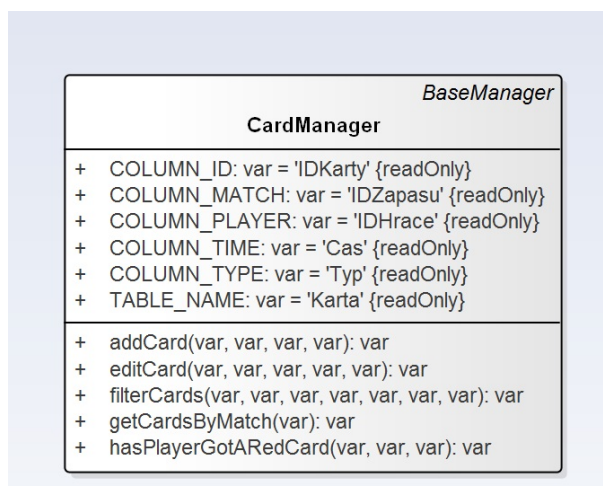 BaseManager
CardManager
+ COLUMN_ID: var = 'IDKarty' {readOnly}
+ COLUMN_MATCH: var = 'IDZapasu' {readOnly}
+ COLUMN_PLAYER: var = 'IDHrace' {readOnly}
+ COLUMN_TIME: var = 'Cas' {readOnly}
+ COLUMN_TYPE: var = 'Typ' {readOnly}
+ TABLE_NAME: var = 'Karta' {readOnly}
+ addCard(var, var, var, var): var
+ editCard(var, var, var, var, var): var
+ filterCards(var, var, var, var, var, var, var): var
+ getCardsByMatch(var): var
+ hasPlayerGotARedCard(var, var, var): var